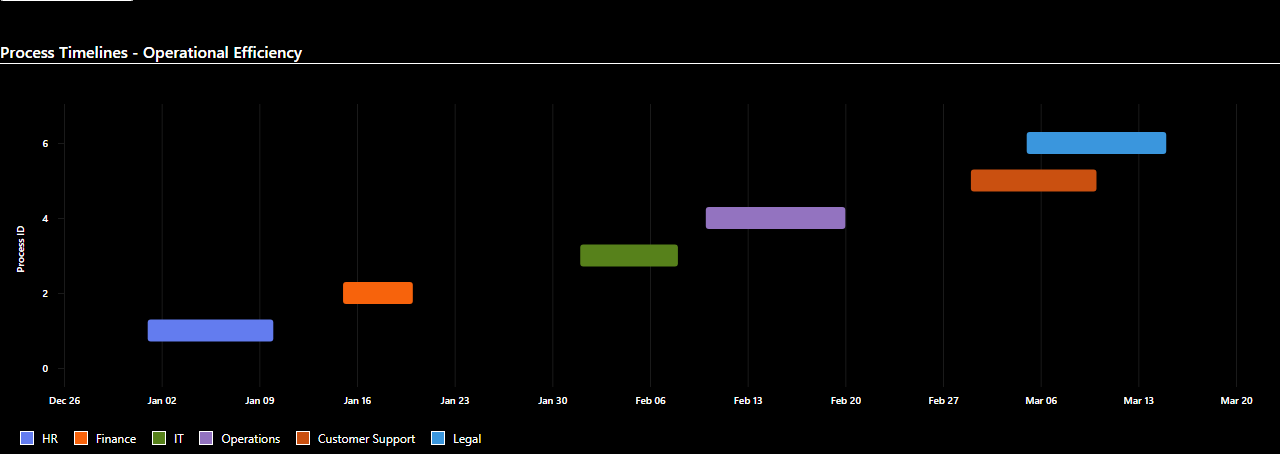 Process Timelines - Operational Efficiency
Process ID
6
4
2
0
Dec 26 Jan 02 Jan 09 Jan 16 Jan 23 Jan 30 Feb 06 Feb 13 Feb 20 Feb 27 Mar 06 Mar 13 Mar 20
HR Finance IT Operations Customer Support Legal